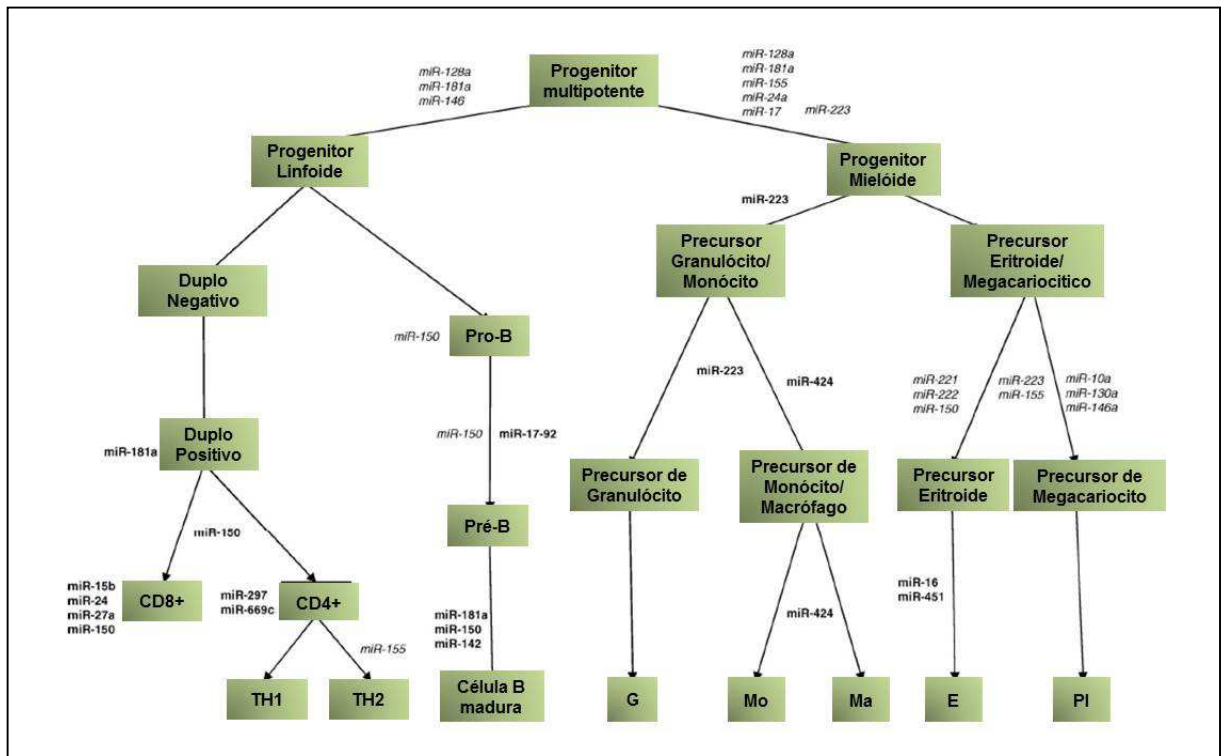 miR-128a
miR-181a
miR-146
Progenitor
multipotente
miR-128a
miR-181a
miR-155
miR-24a
miR-17
miR-223
Progenitor
Linfoide
Progenitor
Mielóide
miR-223
Duplo
Negativo
Precursor
Granulócito/
Monócito
Precursor
Eritroide/
Megacariocitico
miR-150
Pro-B
miR-223
miR-424
miR-221
miR-222
miR-150
miR-223
miR-155
miR-10a
miR-130a
miR-146a
miR-181a
Duplo
Positivo
miR-150
miR-17-92
Precursor de
Granulócito
Precursor de
Monócito/
Macrófago
Precursor
Eritroide
Precursor de
Megacariocito
miR-150
Pré-B
miR-15b
miR-24
miR-27a
miR-150
CD8+
miR-297
miR-669c
CD4+
miR-181a
miR-150
miR-142
miR-424
miR-16
miR-451
miR-155
TH1
TH2
Célula B
madura
G
Mo
Ma
E
Pl